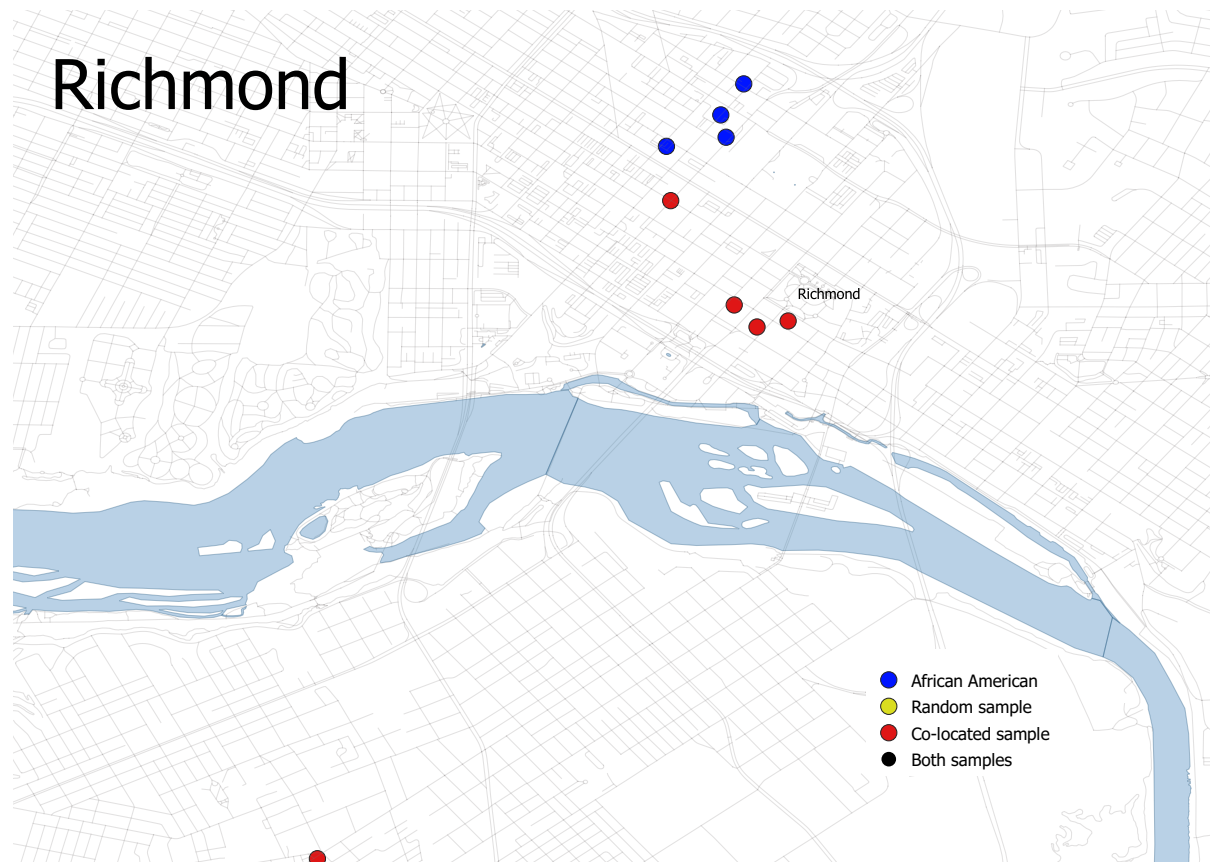 Richmond
Richmond
African American
Random sample
Co-located sample
Both samples